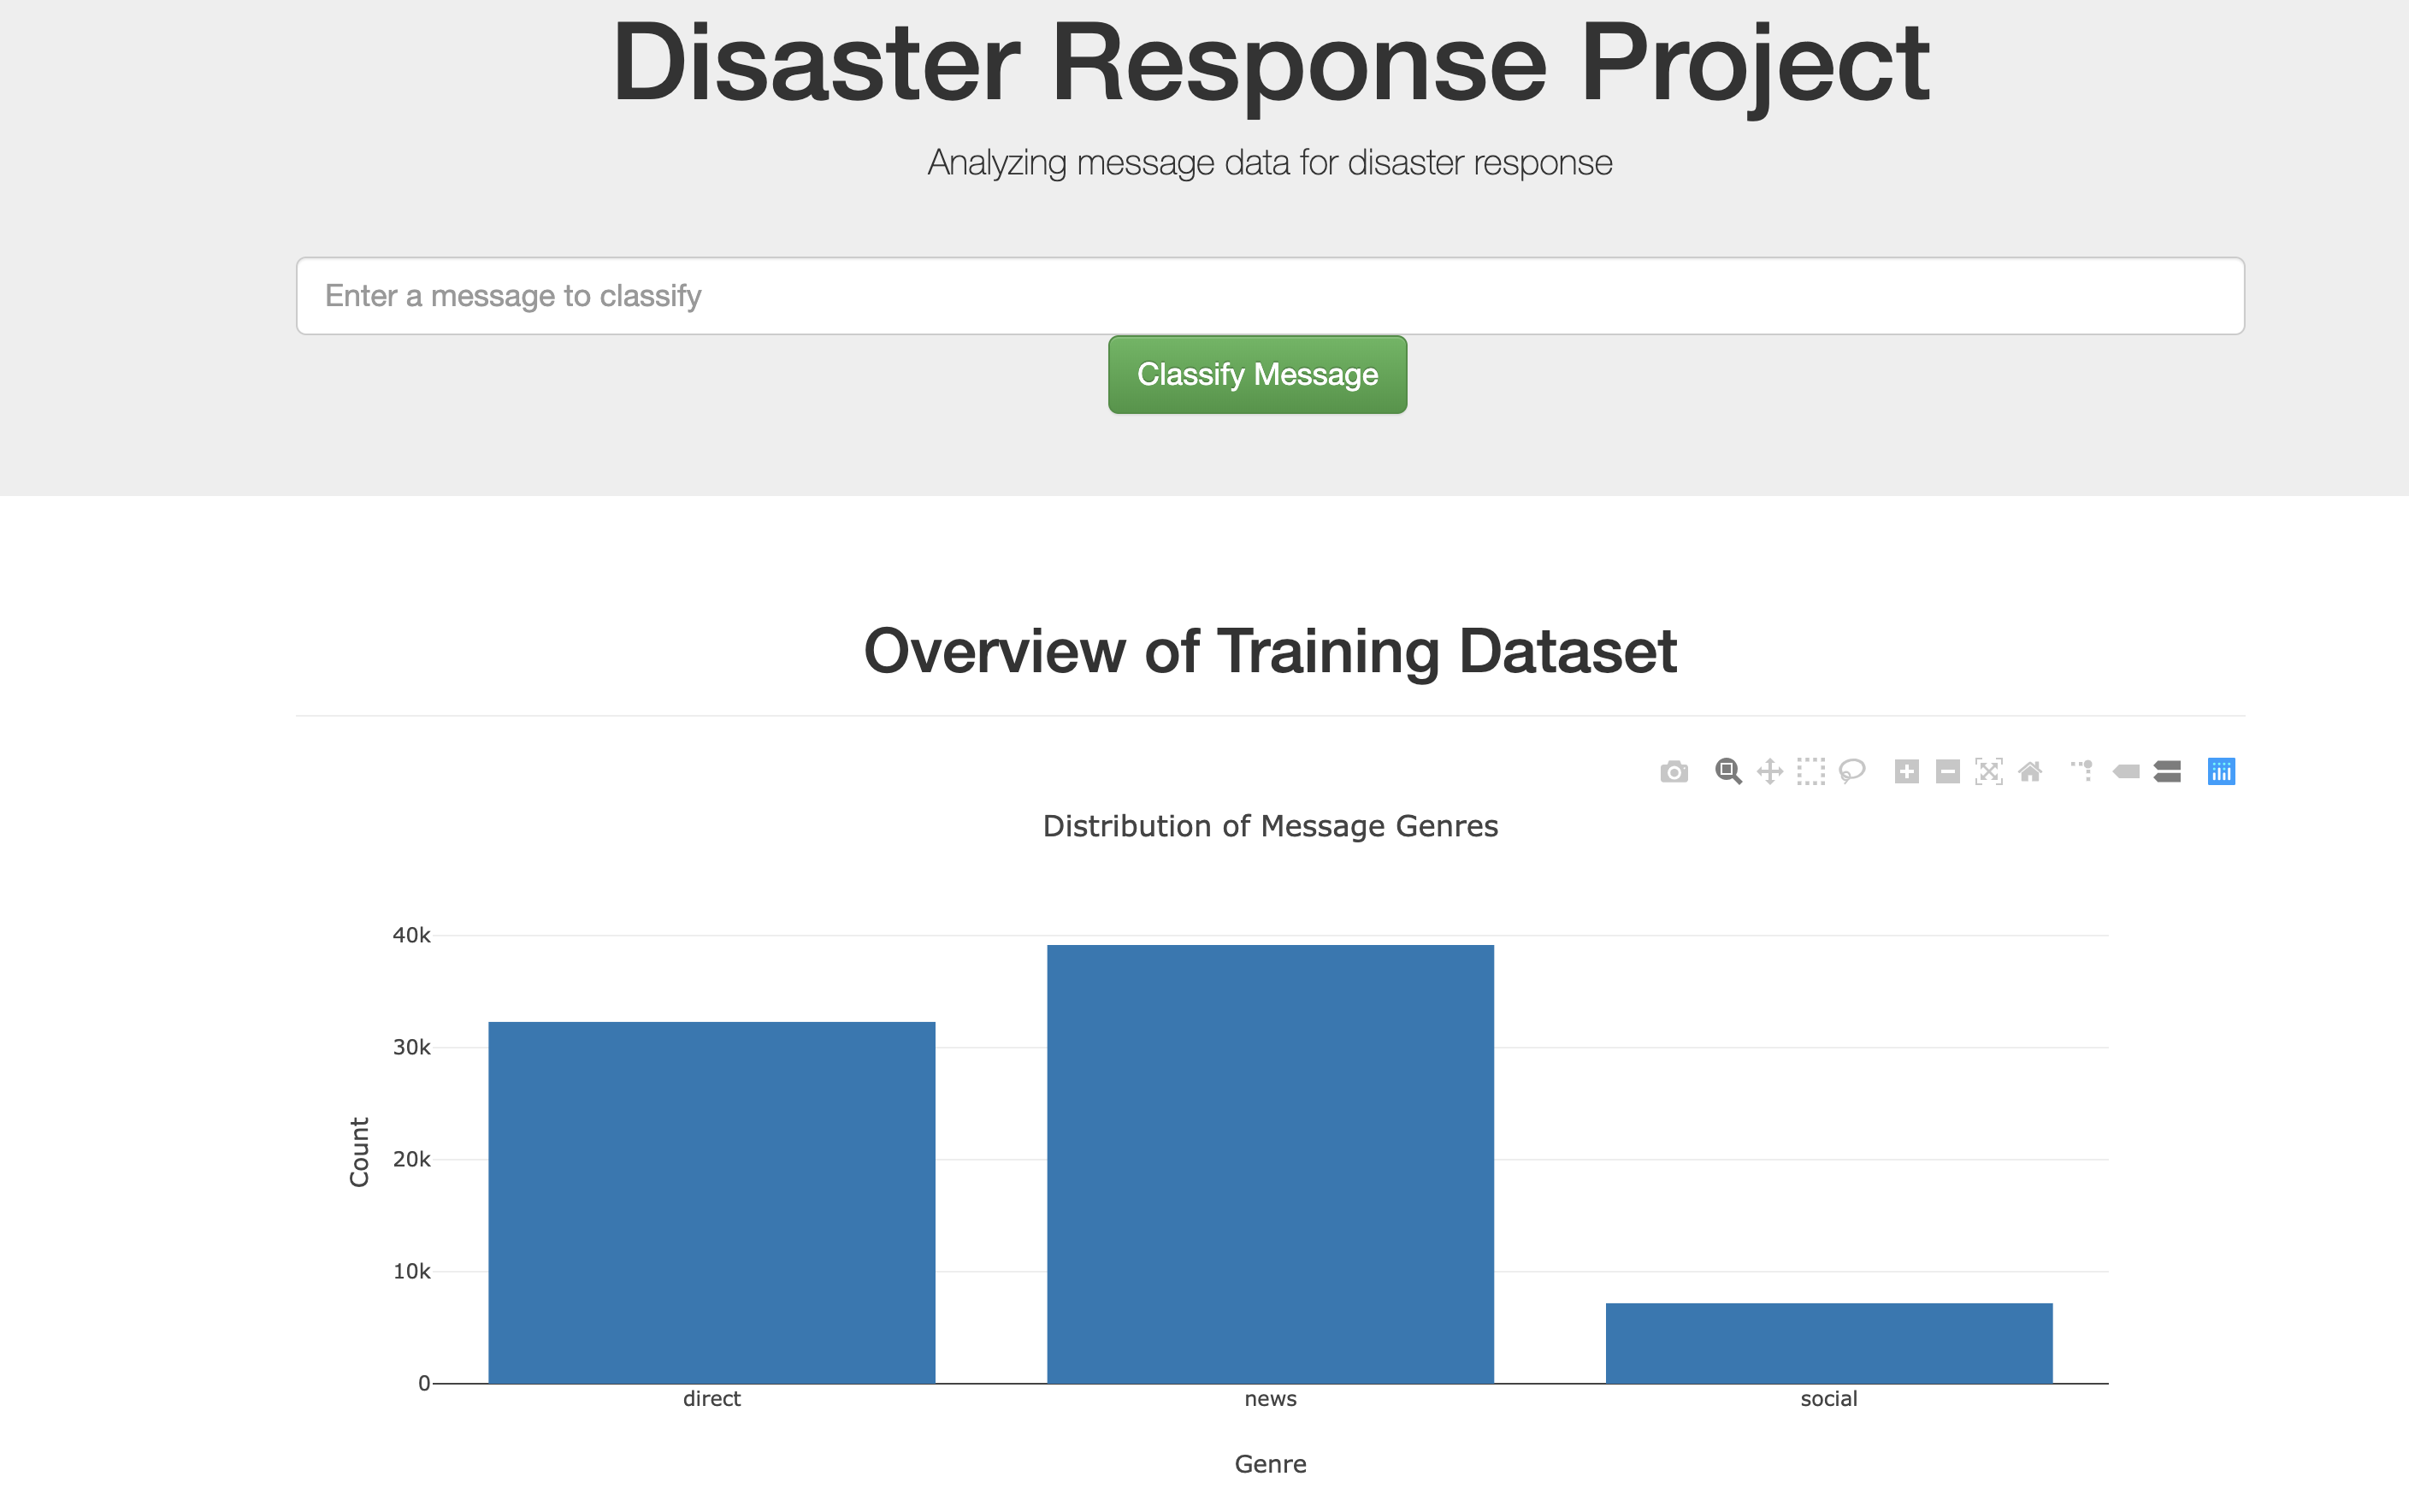 Disaster Response Project
Analyzing message data for disaster response
Enter a message to classify
Classify Message
Overview of Training Dataset
Distribution of Message Genres
40k
30k
20k
10k
0
Count
direct
news
social
Genre